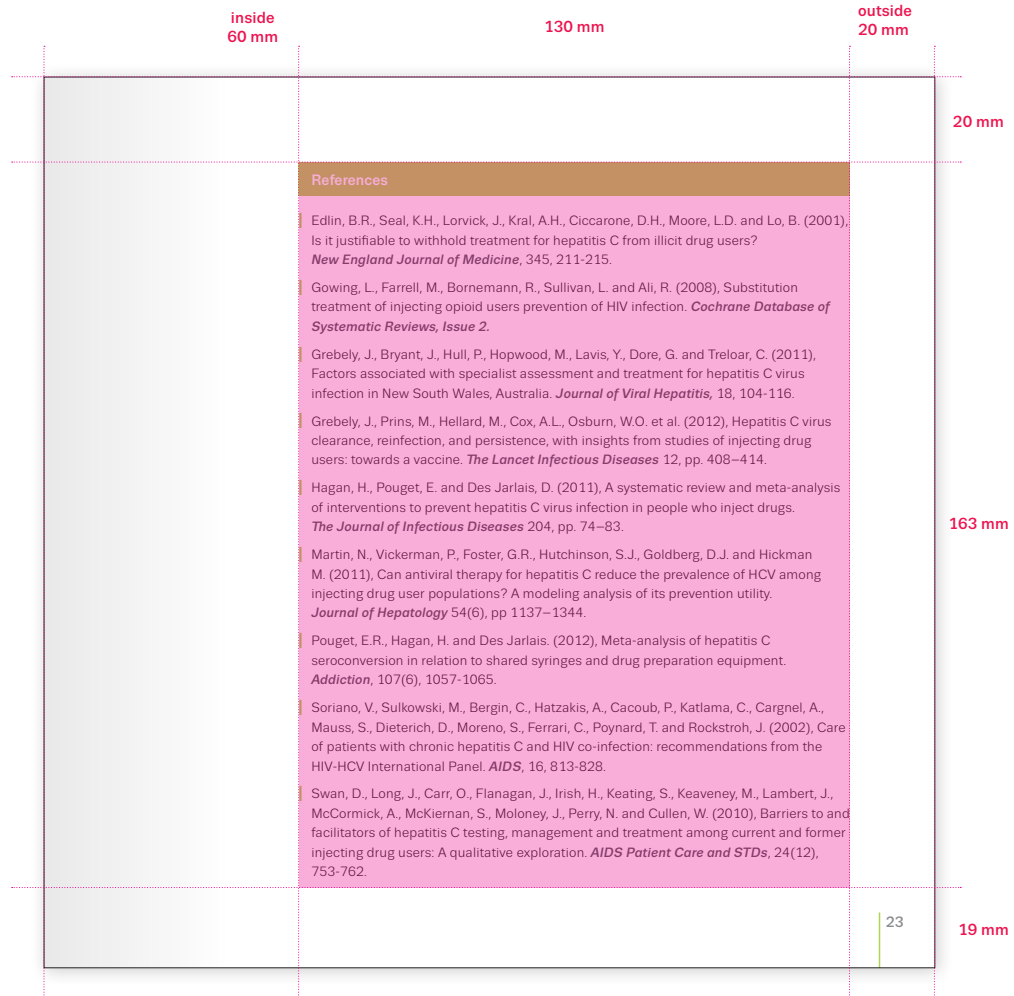 inside
60 mm
130 mm
outside
20 mm
20 mm
References
Edlin, B.R., Seal, K.H., Lorvick, J., Kral, A.H., Ciccarone, D.H., Moore, L.D. and Lo, B. (2001),
Is it justifiable to withhold treatment for hepatitis C from illicit drug users?
New England Journal of Medicine, 345, 211-215.
Gowing, L., Farrell, M., Bornemann, R., Sullivan, L. and Ali, R. (2008), Substitution
treatment of injecting opioid users prevention of HIV infection. Cochrane Database of
Systematic Reviews, Issue 2.
Grebely, J., Bryant, J., Hull, P., Hopwood, M., Lavis, Y., Dore, G. and Treloar, C. (2011),
Factors associated with specialist assessment and treatment for hepatitis C virus
infection in New South Wales, Australia. Journal of Viral Hepatitis, 18, 104-116.
Grebely, J., Prins, M., Hellard, M., Cox, A.L., Osburn, W.O. et al. (2012), Hepatitis C virus
clearance, reinfection, and persistence, with insights from studies of injecting drug
users: towards a vaccine. The Lancet Infectious Diseases 12, pp. 408–414.
Hagan, H., Pouget, E. and Des Jarlais, D. (2011), A systematic review and meta-analysis
of interventions to prevent hepatitis C virus infection in people who inject drugs.
The Journal of Infectious Diseases 204, pp. 74–83.
163 mm
Martin, N., Vickerman, P., Foster, G.R., Hutchinson, S.J., Goldberg, D.J. and Hickman
M. (2011), Can antiviral therapy for hepatitis C reduce the prevalence of HCV among
injecting drug user populations? A modeling analysis of its prevention utility.
Journal of Hepatology 54(6), pp 1137–1344.
Pouget, E.R., Hagan, H. and Des Jarlais. (2012), Meta-analysis of hepatitis C
seroconversion in relation to shared syringes and drug preparation equipment.
Addiction, 107(6), 1057-1065.
Soriano, V., Sulkowski, M., Bergin, C., Hatzakis, A., Cacoub, P., Katlama, C., Cargnel, A.,
Mauss, S., Dieterich, D., Moreno, S., Ferrari, C., Poynard, T. and Rockstroh, J. (2002), Care
of patients with chronic hepatitis C and HIV co-infection: recommendations from the
HIV-HCV International Panel. AIDS, 16, 813-828.
Swan, D., Long, J., Carr, O., Flanagan, J., Irish, H., Keating, S., Keaveney, M., Lambert, J.,
McCormick, A., McKiernan, S., Moloney, J., Perry, N. and Cullen, W. (2010), Barriers to and
facilitators of hepatitis C testing, management and treatment among current and former
injecting drug users: A qualitative exploration. AIDS Patient Care and STDs, 24(12),
753-762.
23
19 mm